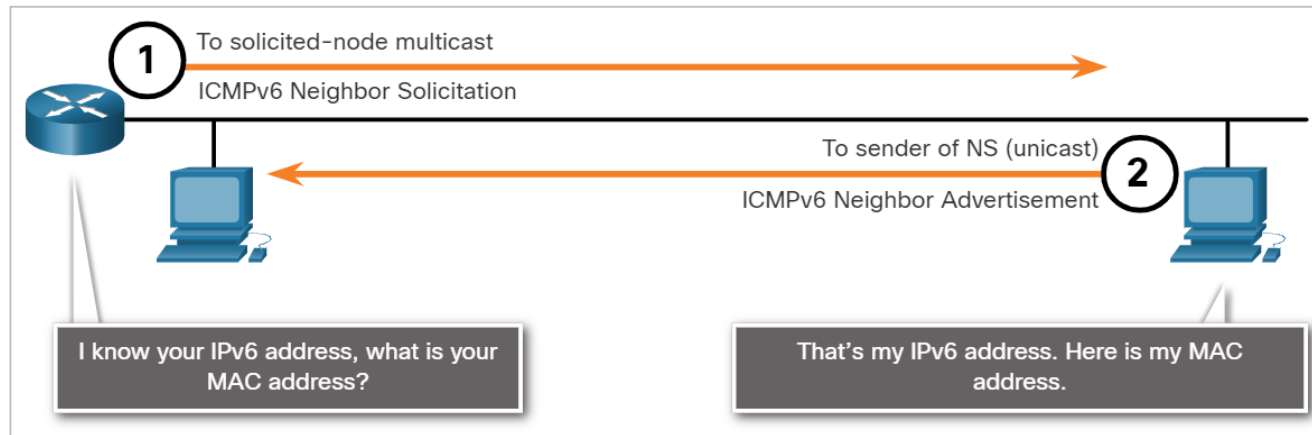 1
To solicited-node multicast
ICMPv6 Neighbor Solicitation
To sender of NS (unicast)
2
ICMPv6 Neighbor Advertisement
I know your IPv6 address, what is your
MAC address?
That's my IPv6 address. Here is my MAC
address.